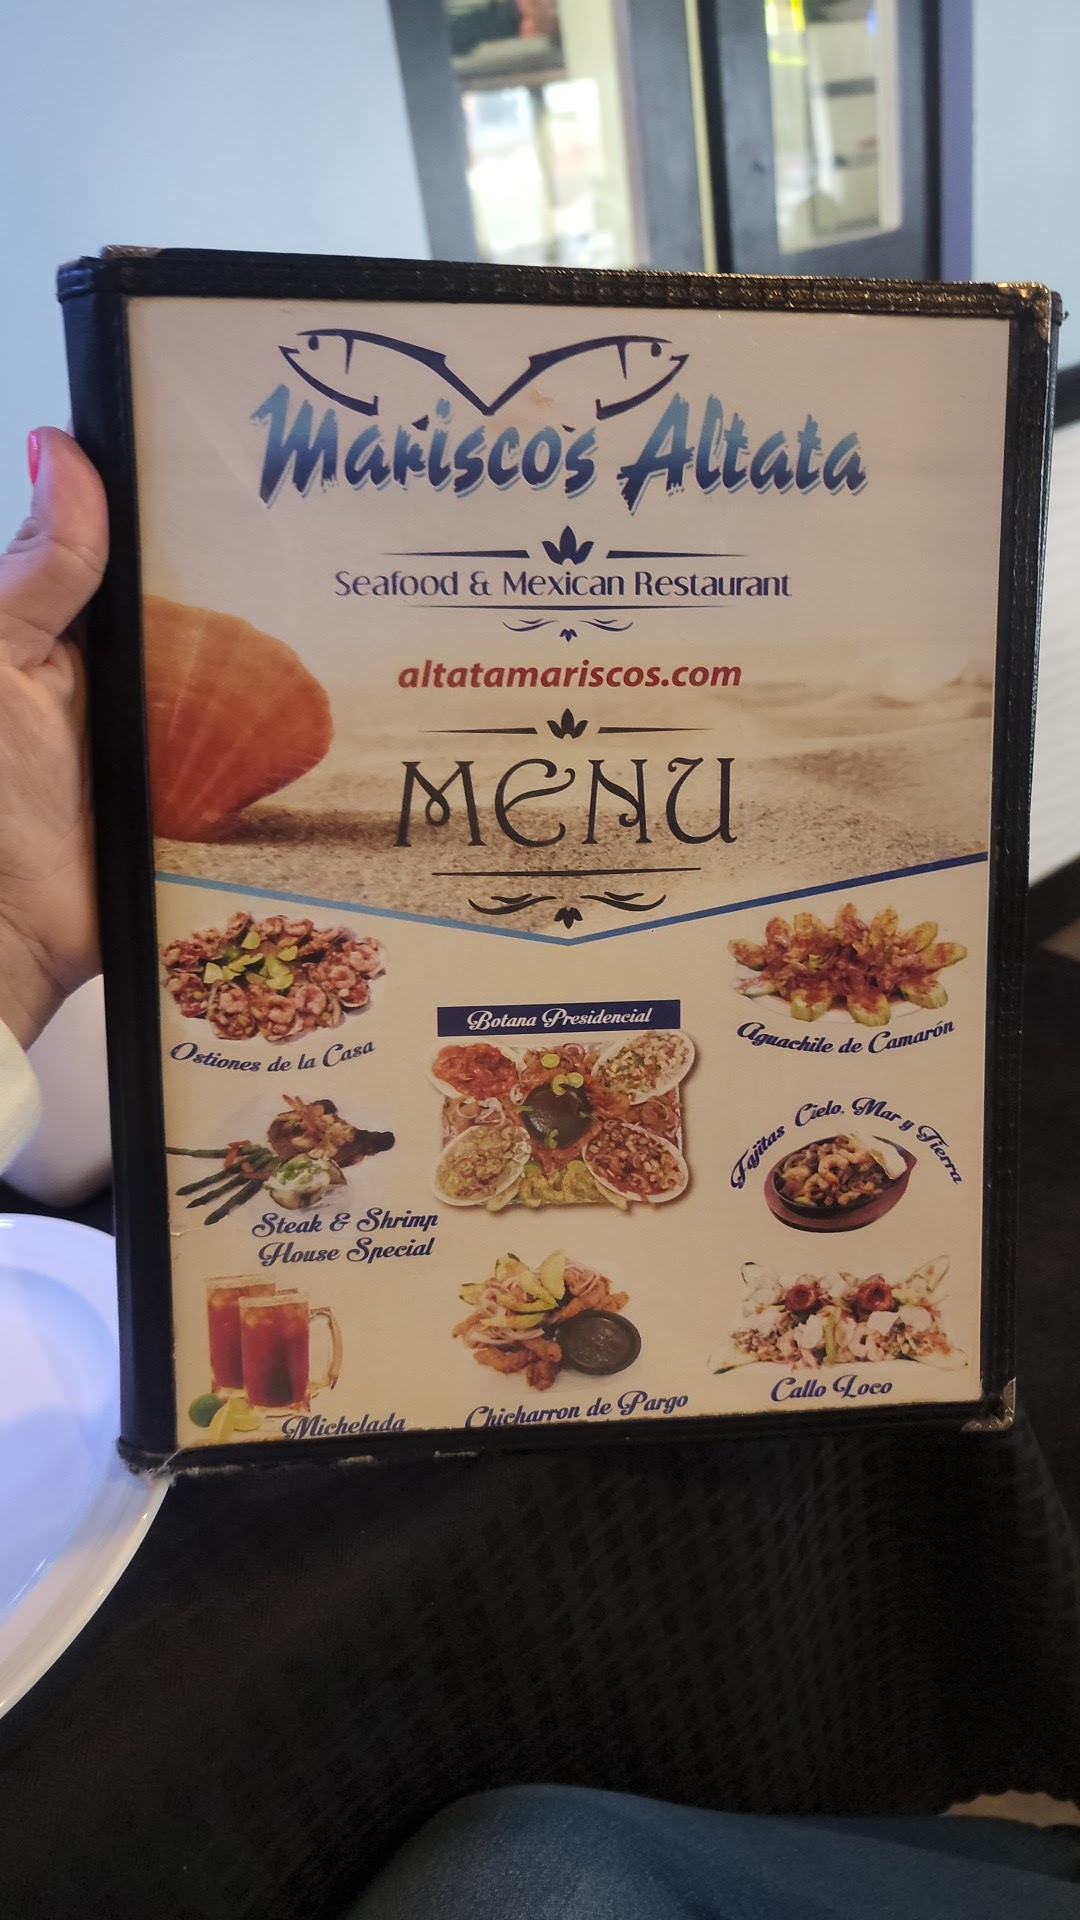 Mariscos Altata
Seafood & Mexican Restaurant
altatamariscos.com
MENU
Ostiones de la Casa
Botana Presidencial
Aguachile de Camarón
Steak & Shrimp
House Special
Fajitas Cielo, Mar y Tierra
Michelada
Chicharron de Pargo
Callo Loco